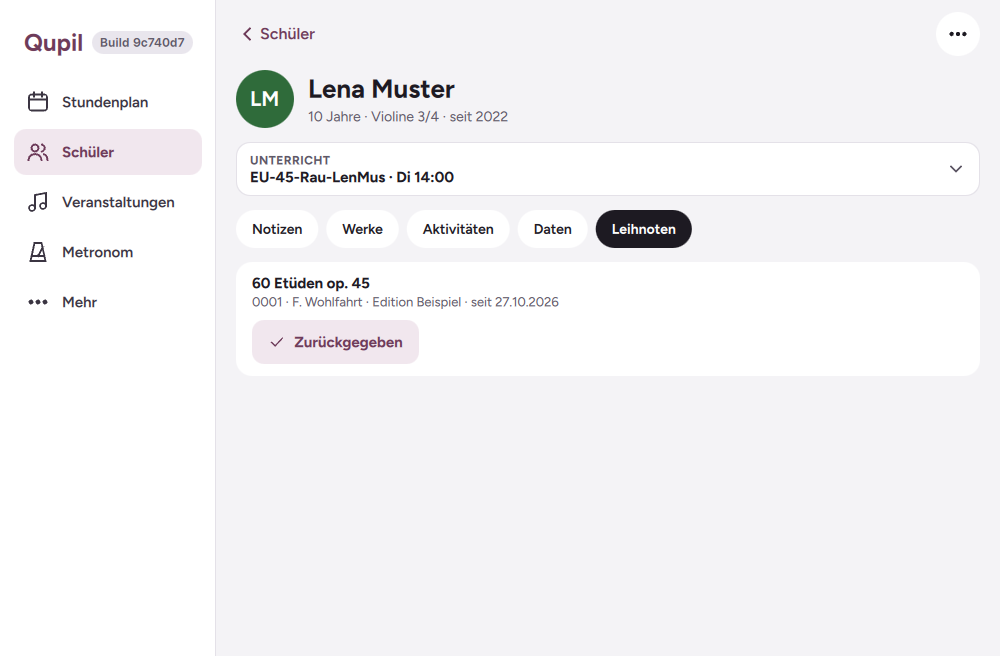 Qupil
Build 9c740d7
Stundenplan
Schüler
Veranstaltungen
Metronom
Mehr
Schüler
LM
Lena Muster
10 Jahre · Violine 3/4 · seit 2022
UNTERRICHT
EU-45-Rau-LenMus · Di 14:00
Notizen
Werke
Aktivitäten
Daten
Leihnoten
60 Etüden op. 45
0001 · F. Wohlfahrt · Edition Beispiel · seit 27.10.2026
Zurückgegeben